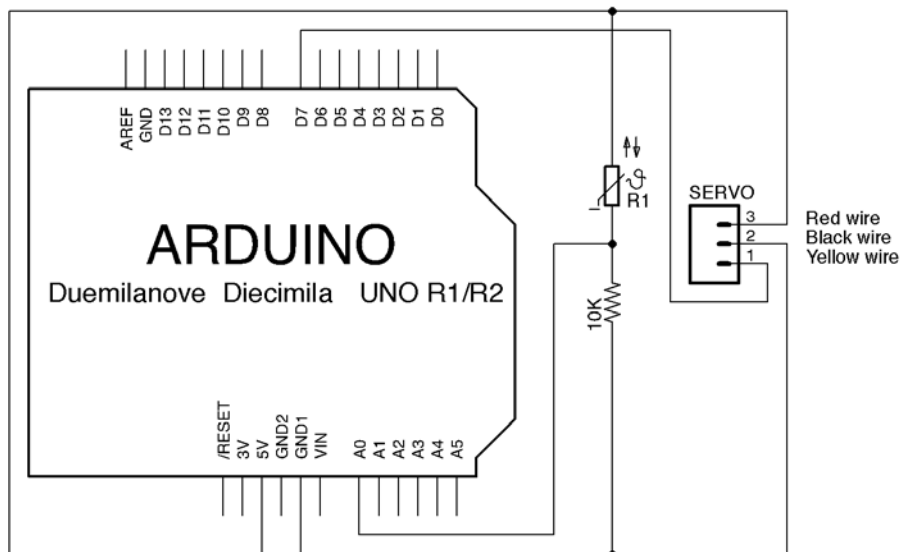 AREF
GND
D13
D12
D11
D10
D9
D8
D7
D6
D5
D4
D3
D2
D1
D0
ARDUINO
Duemilanove Diecimila UNO R1/R2
/RESET
3V
5V
GND2
GND1
VIN
A0
A1
A2
A3
A4
A5
ϑ
R1
10K
SERVO
3 Red wire
2 Black wire
1 Yellow wire